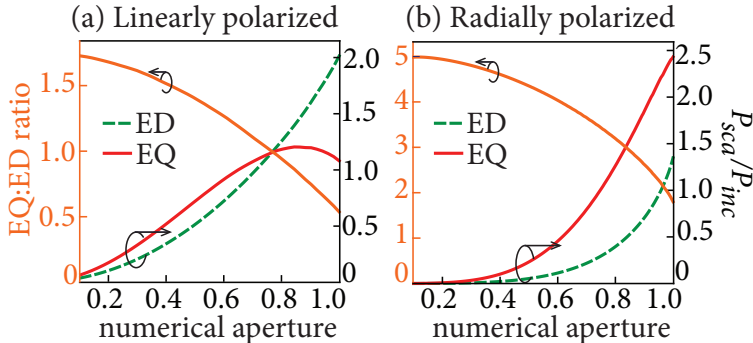 (a) Linearly polarized
(b) Radially polarized
EQ:ED ratio
1.5
1.0
0.5
0
ED
EQ
2.0
1.5
1.0
0.5
0
0.2 0.4 0.6 0.8 1.0
numerical aperture
5
4
3
2
1
0
ED
EQ
2.5
2.0
1.5
1.0
0.5
0.0
P_sca/P_inc
0.2 0.4 0.6 0.8 1.0
numerical aperture